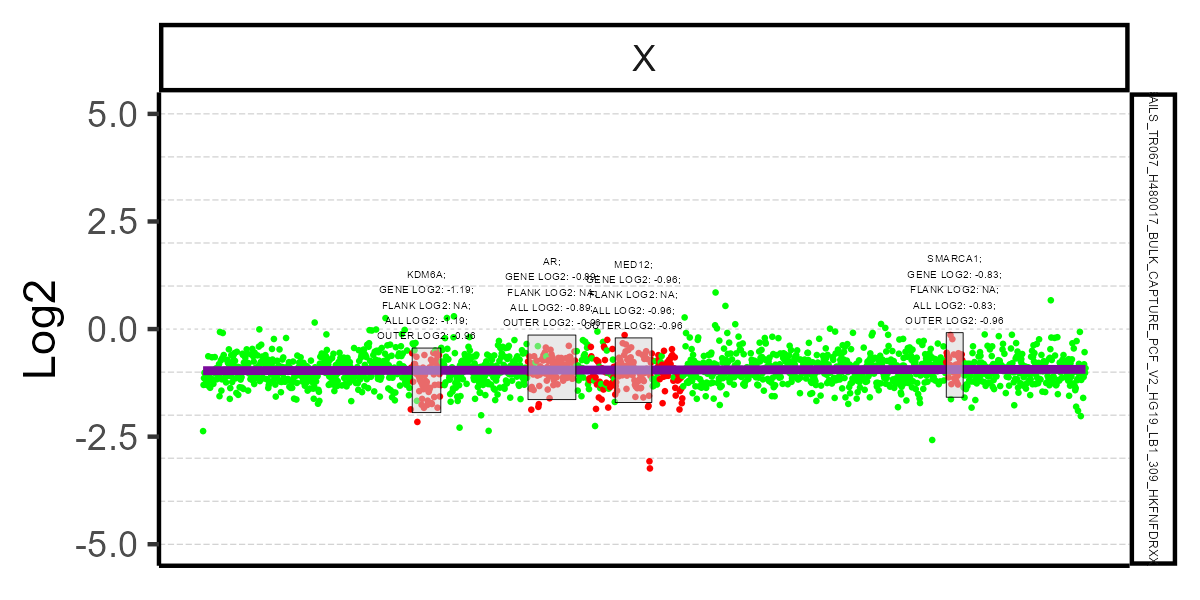 X
Log2
5.0
2.5
0.0
-2.5
-5.0
KDM6A;
GENE LOG2: -1.19;
FLANK LOG2: NA;
ALL LOG2: -1.19;
OUTER LOG2: -0.96
AR;
GENE LOG2: -0.89;
FLANK LOG2: NA;
ALL LOG2: -0.89;
OUTER LOG2: -0.96
MED12;
GENE LOG2: -0.96;
FLANK LOG2: NA;
ALL LOG2: -0.96;
OUTER LOG2: -0.96
SMARCA1;
GENE LOG2: -0.83;
FLANK LOG2: NA;
ALL LOG2: -0.83;
OUTER LOG2: -0.96
AILS_TR067_H480017_BULK_CAPTURE_PCF_V2_HG19_LB1_309_HKFNFDRXX